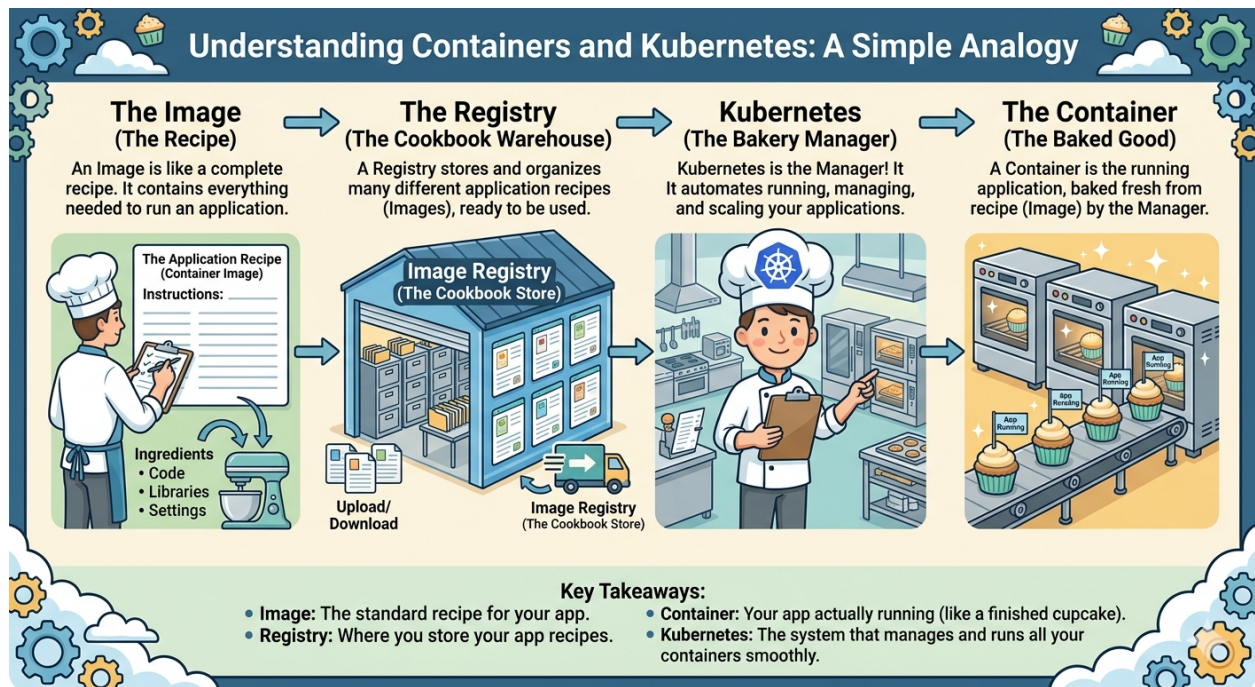 Understanding Containers and Kubernetes: A Simple Analogy
The Image
(The Recipe)
An Image is like a complete
recipe. It contains everything
needed to run an application.
The Registry
(The Cookbook Warehouse)
A Registry stores and organizes
many different application recipes
(Images), ready to be used.
Kubernetes
(The Bakery Manager)
Kubernetes is the Manager! It
It automates running, managing,
and scaling your applications.
The Container
(The Baked Good)
A Container is the running
application, baked fresh from
recipe (Image) by the Manager.
The Application Recipe
(Container Image)
Instructions:
Ingredients
• Code
• Libraries
• Settings
Image Registry
(The Cookbook Store)
Upload/
Download
Image Registry
(The Cookbook Store)
App
Running
App
App
Running
App
Key Takeaways:
• Image: The standard recipe for your app.
• Registry: Where you store your app recipes.
• Container: Your app actually running (like a finished cupcake).
• Kubernetes: The system that manages and runs all your
containers smoothly.